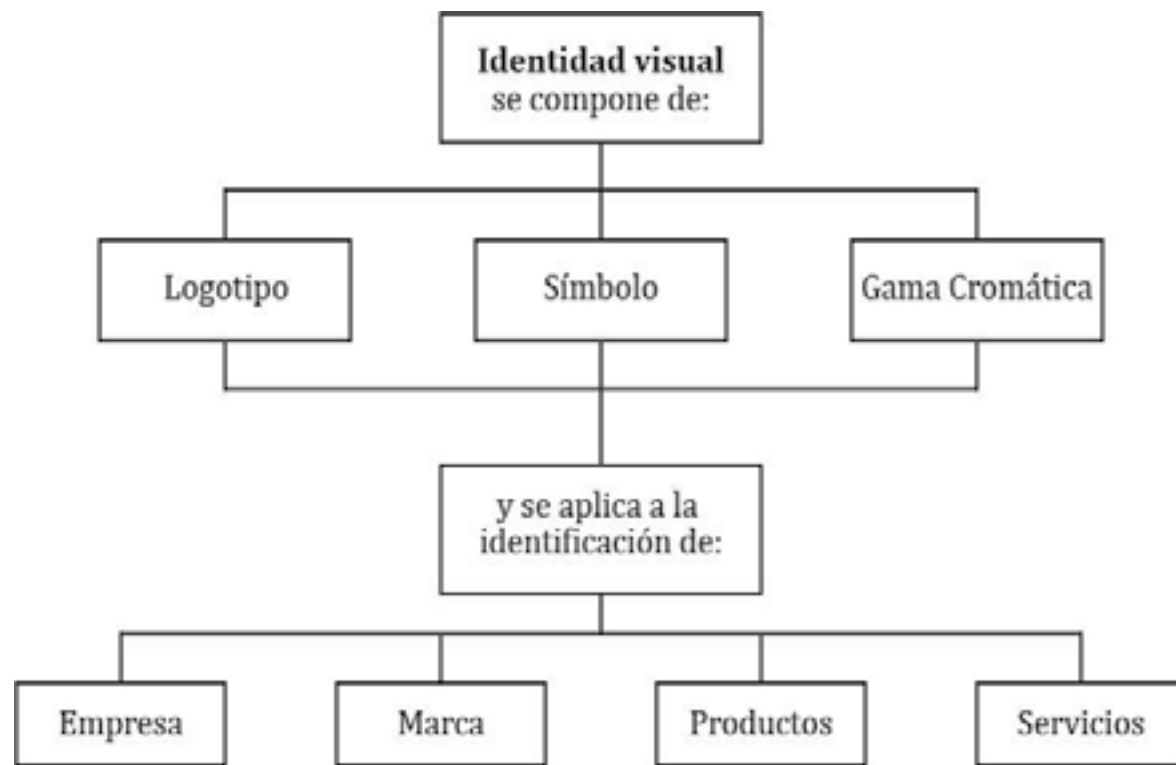 Identidad visual
se compone de:
Logotipo
Símbolo
Gama Cromática
y se aplica a la
identificación de:
Empresa
Marca
Productos
Servicios